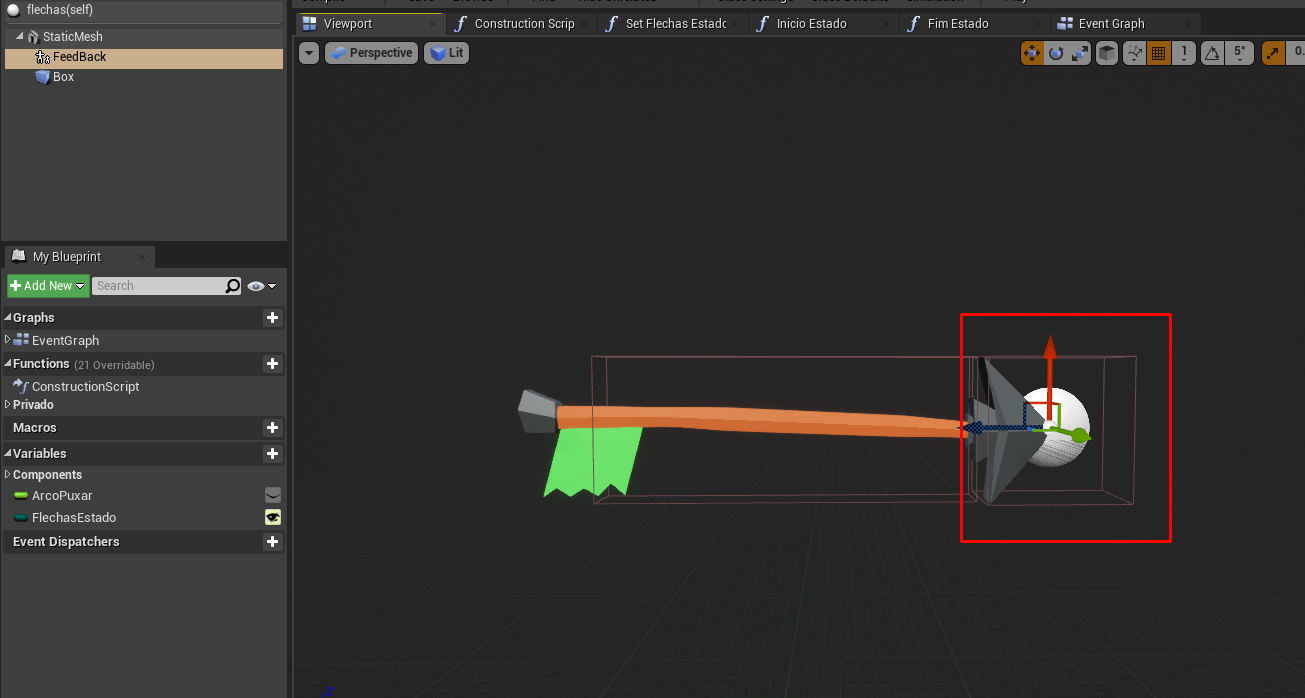 flechas(self)
StaticMesh
FeedBack
Box
My Blueprint
Add New
Search
Graphs
EventGraph
Functions (21 Overridable)
ConstructionScript
Privado
Macros
Variables
Components
ArcoPuxar
FlechasEstado
Event Dispatchers
Viewport
Construction Scrip
Set Flechas Estado
Inicio Estado
Fim Estado
Event Graph
Perspective
Lit
1
5°
0.